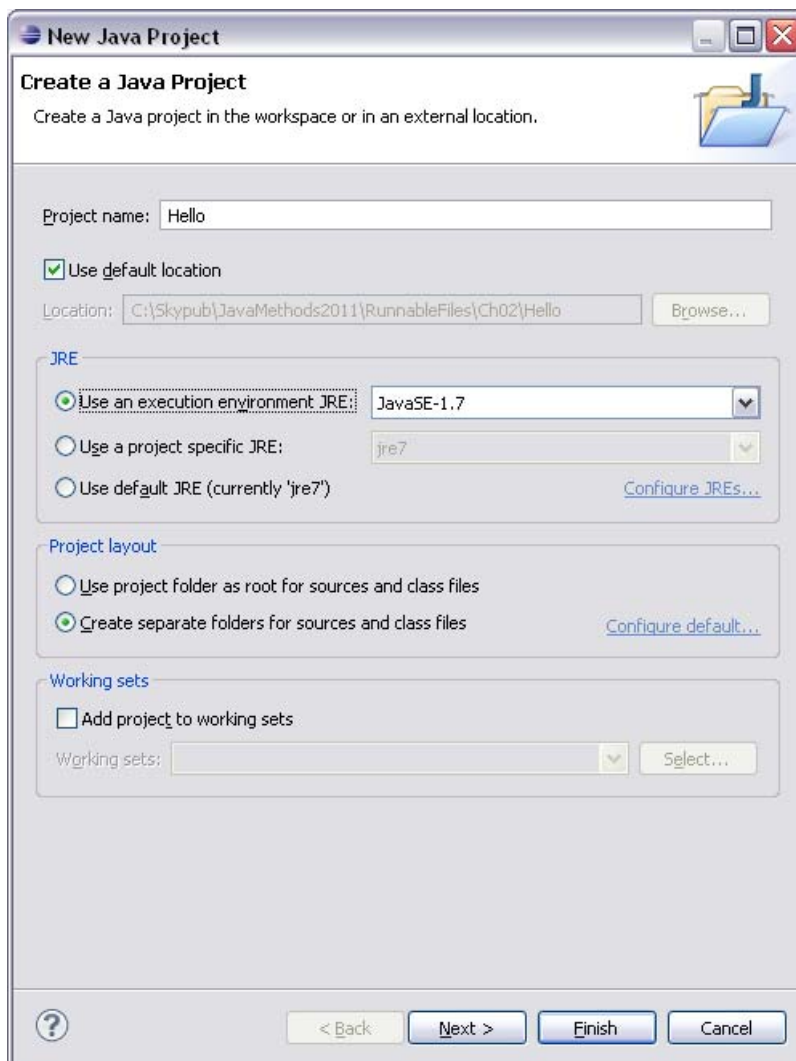 New Java Project
Create a Java Project
Create a Java project in the workspace or in an external location.
Project name: Hello
Use default location
Location: C:\Skypub\JavaMethods2011\RunnableFiles\Ch02\Hello Browse...
JRE
Use an execution environment JRE: JavaSE-1.7
Use a project specific JRE: jre7
Use default JRE (currently 'jre7') Configure JREs...
Project layout
Use project folder as root for sources and class files
Create separate folders for sources and class files Configure default...
Working sets
Add project to working sets
Working sets: Select...
? < Back Next > Finish Cancel